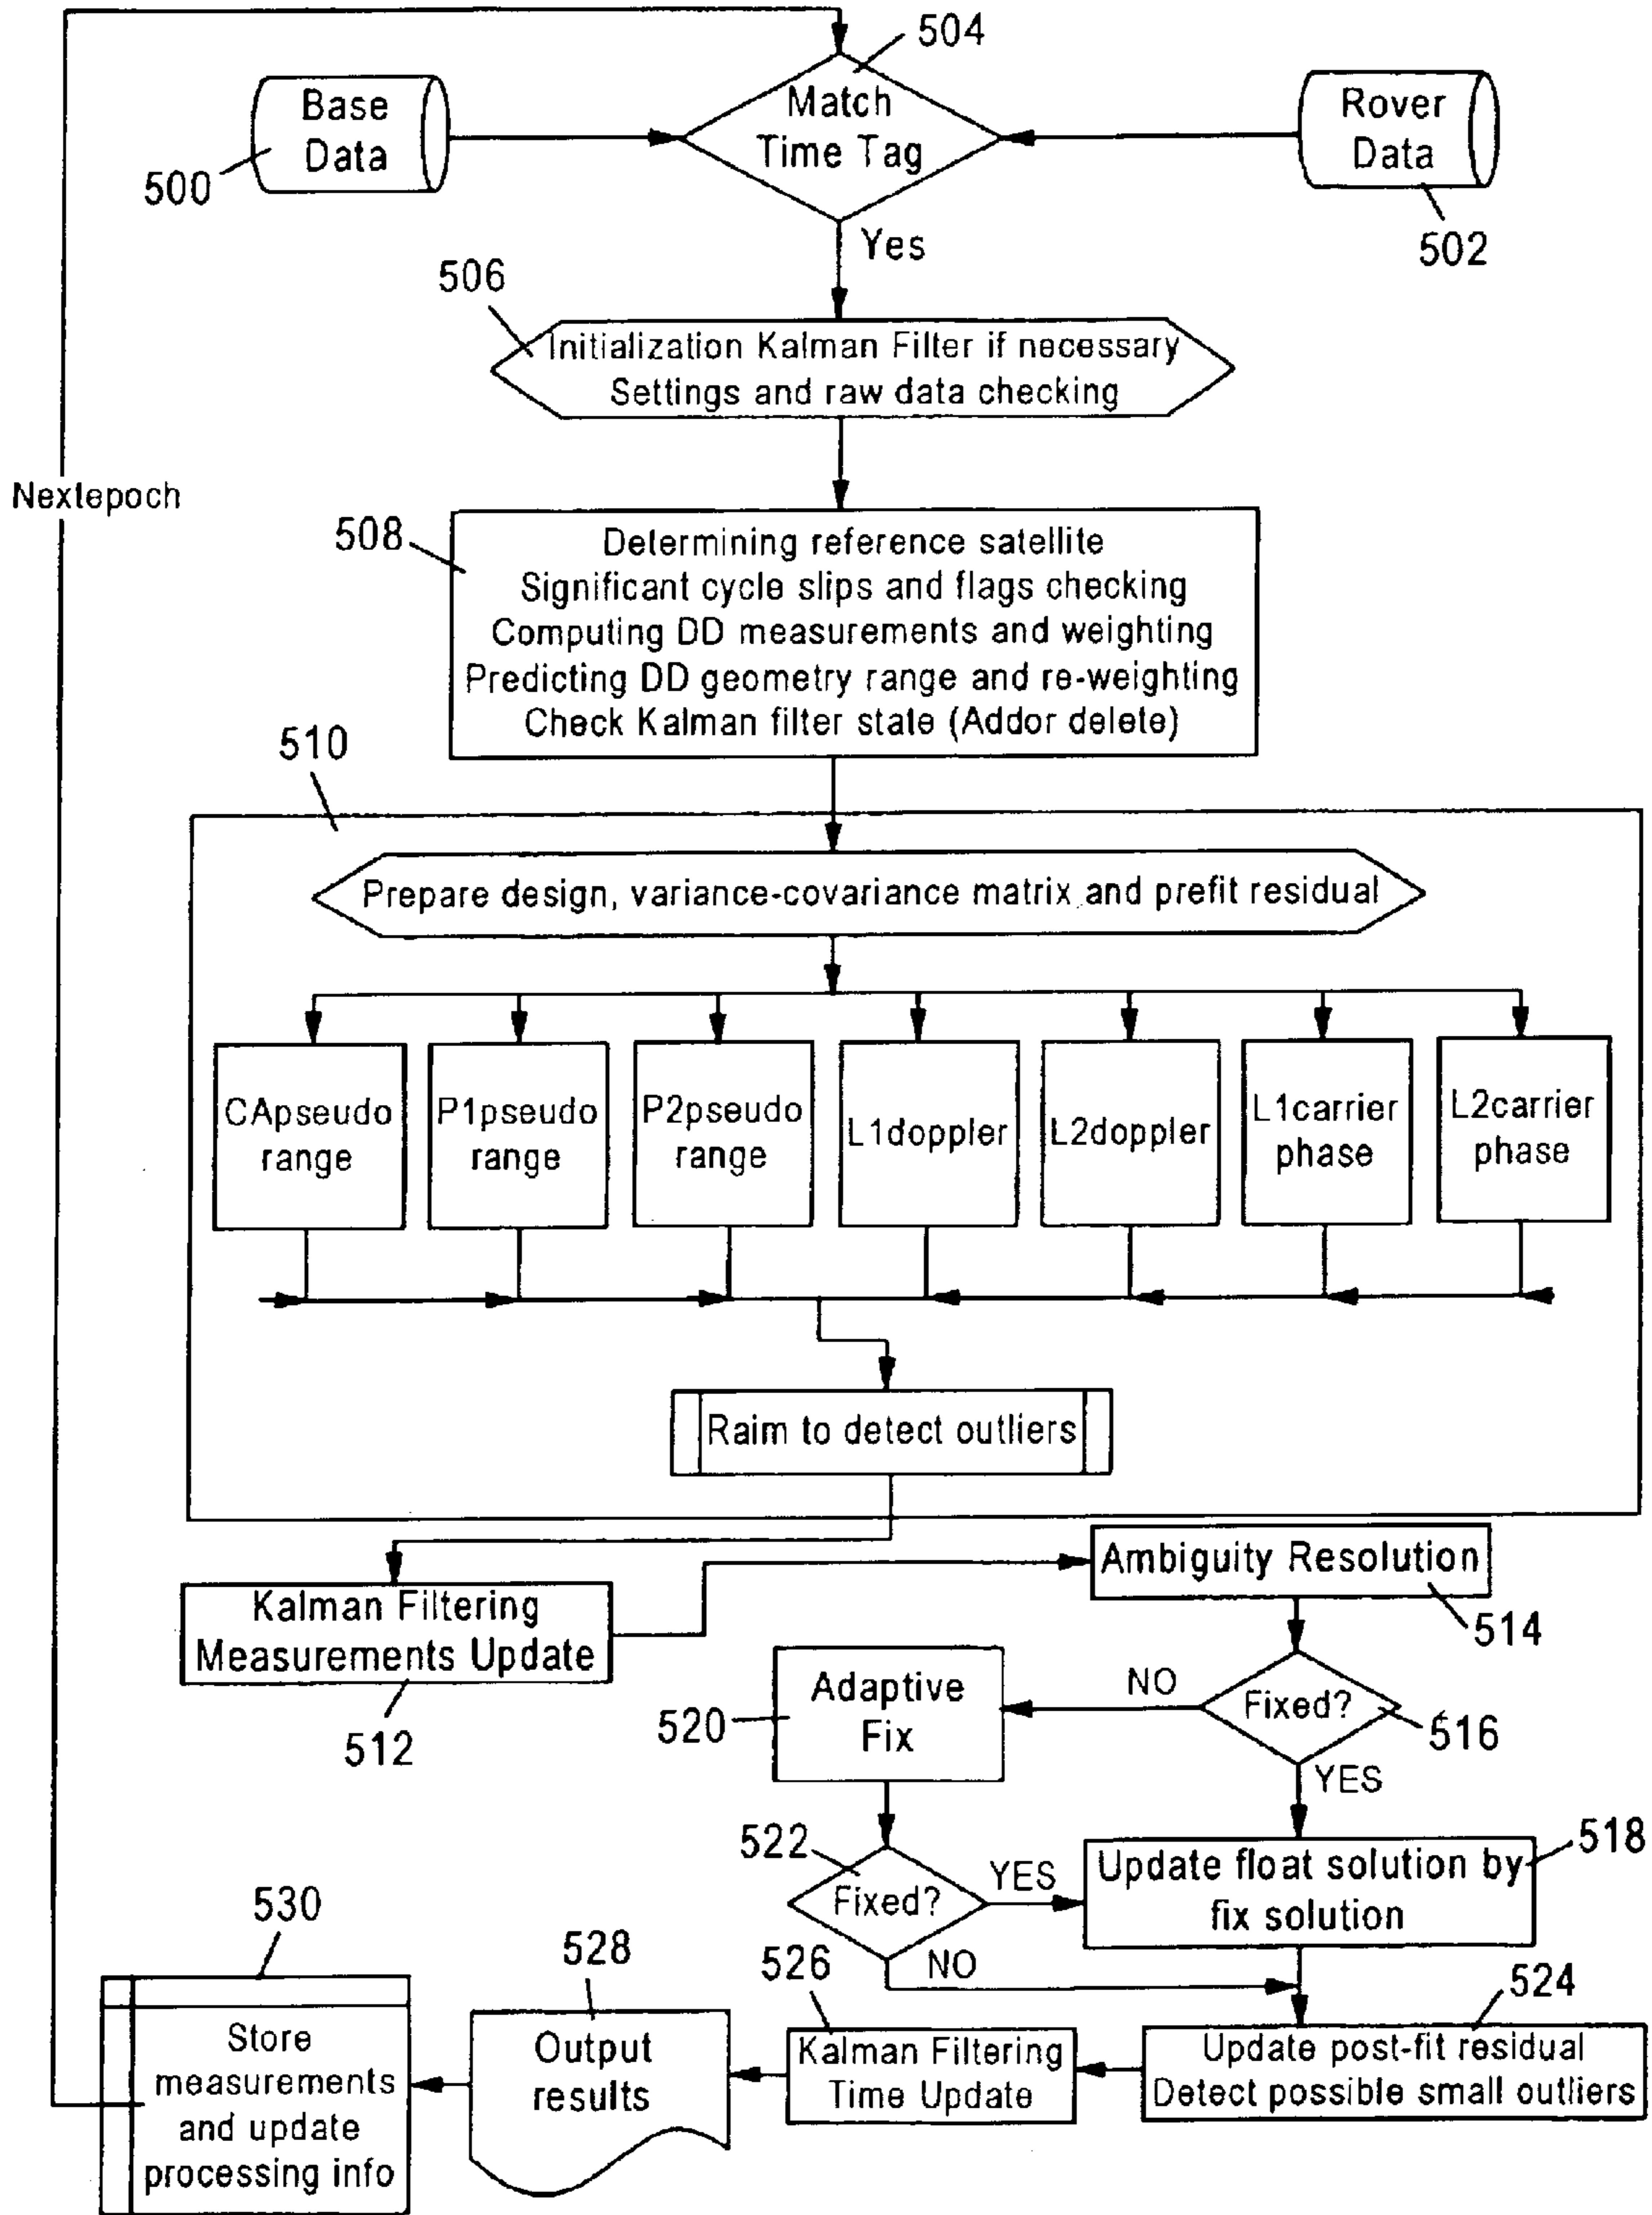 504
Base
Data
Match
Time Tag
Rover
Data
500
502
Yes
506
Initialization Kalman Filter if necessary
Settings and raw data checking
Nextepoch
508
Determining reference satellite
Significant cycle slips and flags checking
Computing DD measurements and weighting
Predicting DD geometry range and re-weighting
Check Kalman filter state (Addor delete)
510
Prepare design, variance-covariance matrix and prefit residual
CApseudo
range
P1pseudo
range
P2pseudo
range
L1doppler
L2doppler
L1carrier
phase
L2carrier
phase
Raim to detect outliers
Kalman Filtering
Measurements Update
512
Ambiguity Resolution
514
Fixed?
516
NO
YES
Adaptive
Fix
520
522
Fixed?
YES
NO
Update float solution by
fix solution
518
524
Update post-fit residual
Detect possible small outliers
526
Kalman Filtering
Time Update
528
Output
results
530
Store
measurements
and update
processing info